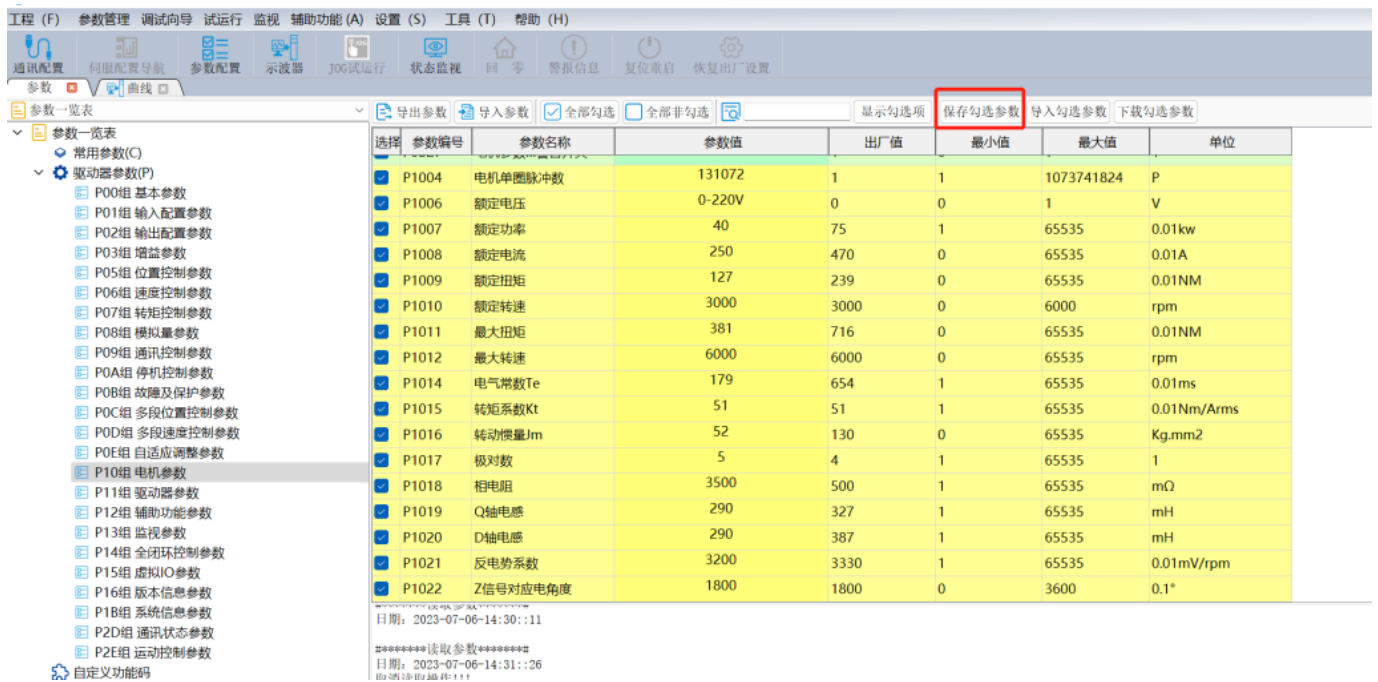 工程 (F) 参数管理 调试向导 试运行 监视 辅助功能 (A) 设置 (S) 工具 (T) 帮助 (H)
通讯配置 伺服配置导航 参数配置 示波器 JOG试运行 状态监视 回 零 警报信息 复位重启 恢复出厂设置
参数 曲线
参数一览表 导出参数 导入参数 全部勾选 全部非勾选 显示勾选项 保存勾选参数 导入勾选参数 下载勾选参数
参数一览表
常用参数(C)
驱动器参数(P)
P00组 基本参数
P01组 输入配置参数
P02组 输出配置参数
P03组 增益参数
P05组 位置控制参数
P06组 速度控制参数
P07组 转矩控制参数
P08组 模拟量参数
P09组 通讯控制参数
P0A组 停机控制参数
P0B组 故障及保护参数
P0C组 多段位置控制参数
P0D组 多段速度控制参数
P0E组 自适应调整参数
P10组 电机参数
P11组 驱动器参数
P12组 辅助功能参数
P13组 监视参数
P14组 全闭环控制参数
P15组 虚拟IO参数
P16组 版本信息参数
P1B组 系统信息参数
P2D组 通讯状态参数
P2E组 运动控制参数
自定义功能码
选择 参数编号 参数名称 参数值 出厂值 最小值 最大值 单位
P1004 电机单圈脉冲数 131072 1 1 1073741824 P
P1006 额定电压 0-220V 0 0 1 V
P1007 额定功率 40 75 1 65535 0.01kw
P1008 额定电流 250 470 0 65535 0.01A
P1009 额定扭矩 127 239 0 65535 0.01NM
P1010 额定转速 3000 3000 0 6000 rpm
P1011 最大扭矩 381 716 0 65535 0.01NM
P1012 最大转速 6000 6000 0 65535 rpm
P1014 电气常数Te 179 654 1 65535 0.01ms
P1015 转矩系数Kt 51 51 1 65535 0.01Nm/Arms
P1016 转动惯量Jm 52 130 0 65535 Kg.mm2
P1017 极对数 5 4 1 65535 1
P1018 相电阻 3500 500 1 65535 mΩ
P1019 Q轴电感 290 327 1 65535 mH
P1020 D轴电感 290 387 1 65535 mH
P1021 反电势系数 3200 3330 1 65535 0.01mV/rpm
P1022 Z信号对应电角度 1800 1800 0 3600 0.1°
日期: 2023-07-06-14:30::11
#*******读取参数*******#
日期: 2023-07-06-14:31::26
取消读取操作!!!